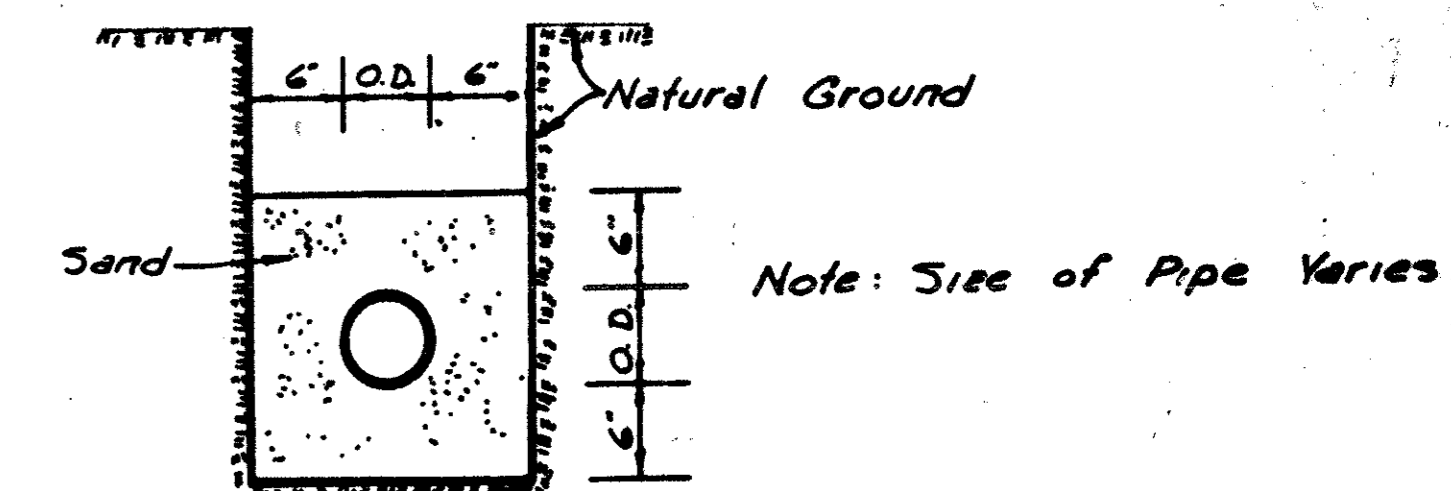 6" O.D. 6"
Natural Ground
Sand
6"
O.D.
6"
Note: Size of Pipe Varies